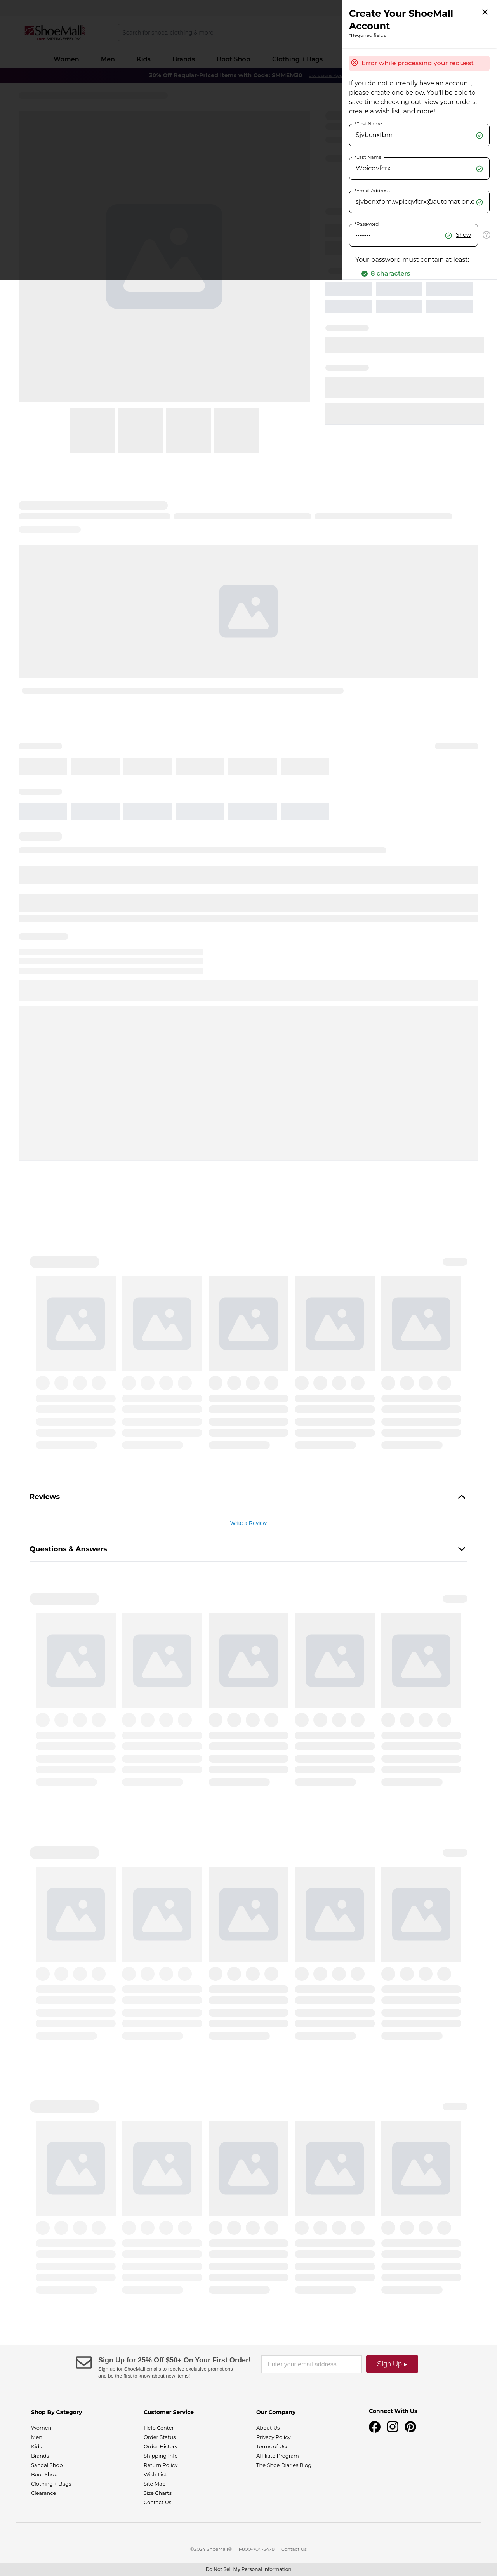 Create Your ShoeMall
Account
*Required fields
ShoeMall
Search for shoes, clothing & more
Women Men Kids Brands Boot Shop Clothing + Bags
Error while processing your request
If you do not currently have an account,
please create one below. You'll be able to
save time checking out, view your orders,
create a wish list, and more!
*First Name
Sjvbcnxfbm
*Last Name
Wpicqvfcrx
*Email Address
sjvbcnxfbm.wpicqvfcrx@automation.c
*Password
······· Show ?
Your password must contain at least:
8 characters
Reviews
Write a Review
Questions & Answers
Sign Up for 25% Off $50+ On Your First Order!
Sign up for ShoeMall emails to receive exclusive promotions
and be the first to know about new items!
Enter your email address
Sign Up ▸
Shop By Category
Women
Men
Kids
Brands
Sandal Shop
Boot Shop
Clothing + Bags
Clearance
Customer Service
Help Center
Order Status
Order History
Shipping Info
Return Policy
Wish List
Site Map
Size Charts
Contact Us
Our Company
About Us
Privacy Policy
Terms of Use
Affiliate Program
The Shoe Diaries Blog
Connect With Us
©2024 ShoeMall® | 1-800-704-5478 | Contact Us
Do Not Sell My Personal Information